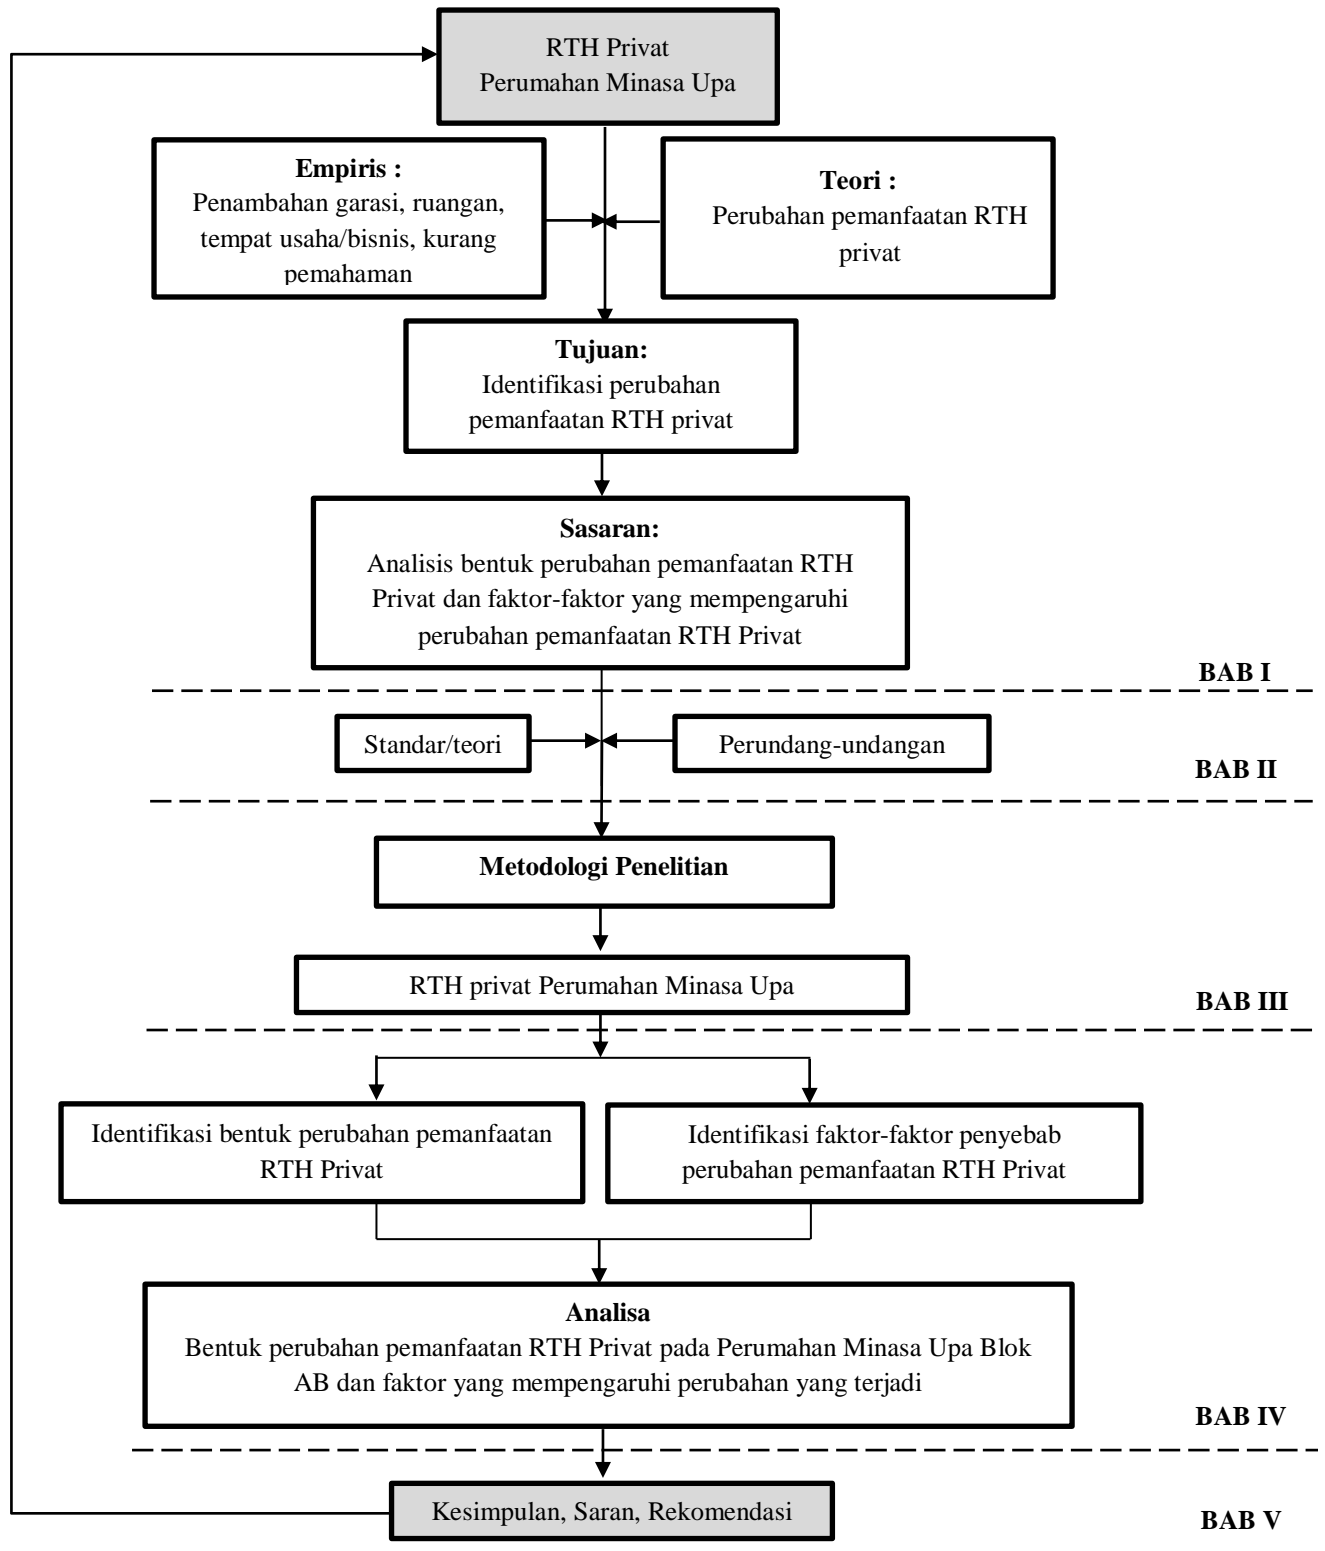 RTH Privat
Perumahan Minasa Upa
Empiris :
Penambahan garasi, ruangan,
tempat usaha/bisnis, kurang
pemahaman
Teori :
Perubahan pemanfaatan RTH
privat
Tujuan:
Identifikasi perubahan
pemanfaatan RTH privat
Sasaran:
Analisis bentuk perubahan pemanfaatan RTH
Privat dan faktor-faktor yang mempengaruhi
perubahan pemanfaatan RTH Privat
BAB I
Standar/teori
Perundang-undangan
BAB II
Metodologi Penelitian
RTH privat Perumahan Minasa Upa
BAB III
Identifikasi bentuk perubahan pemanfaatan
RTH Privat
Identifikasi faktor-faktor penyebab
perubahan pemanfaatan RTH Privat
Analisa
Bentuk perubahan pemanfaatan RTH Privat pada Perumahan Minasa Upa Blok
AB dan faktor yang mempengaruhi perubahan yang terjadi
BAB IV
Kesimpulan, Saran, Rekomendasi
BAB V